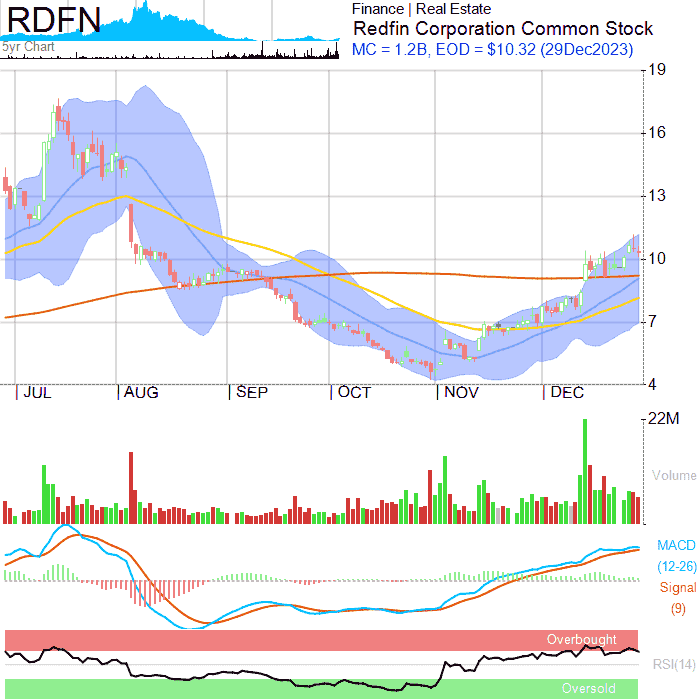 RDFN
5yr Chart
Finance | Real Estate
Redfin Corporation Common Stock
MC = 1.2B, EOD = $10.32 (29Dec2023)
19
16
13
10
7
4
JUL AUG SEP OCT NOV DEC
22M
Volume
MACD
(12-26)
Signal
(9)
Overbought
RSI(14)
Oversold